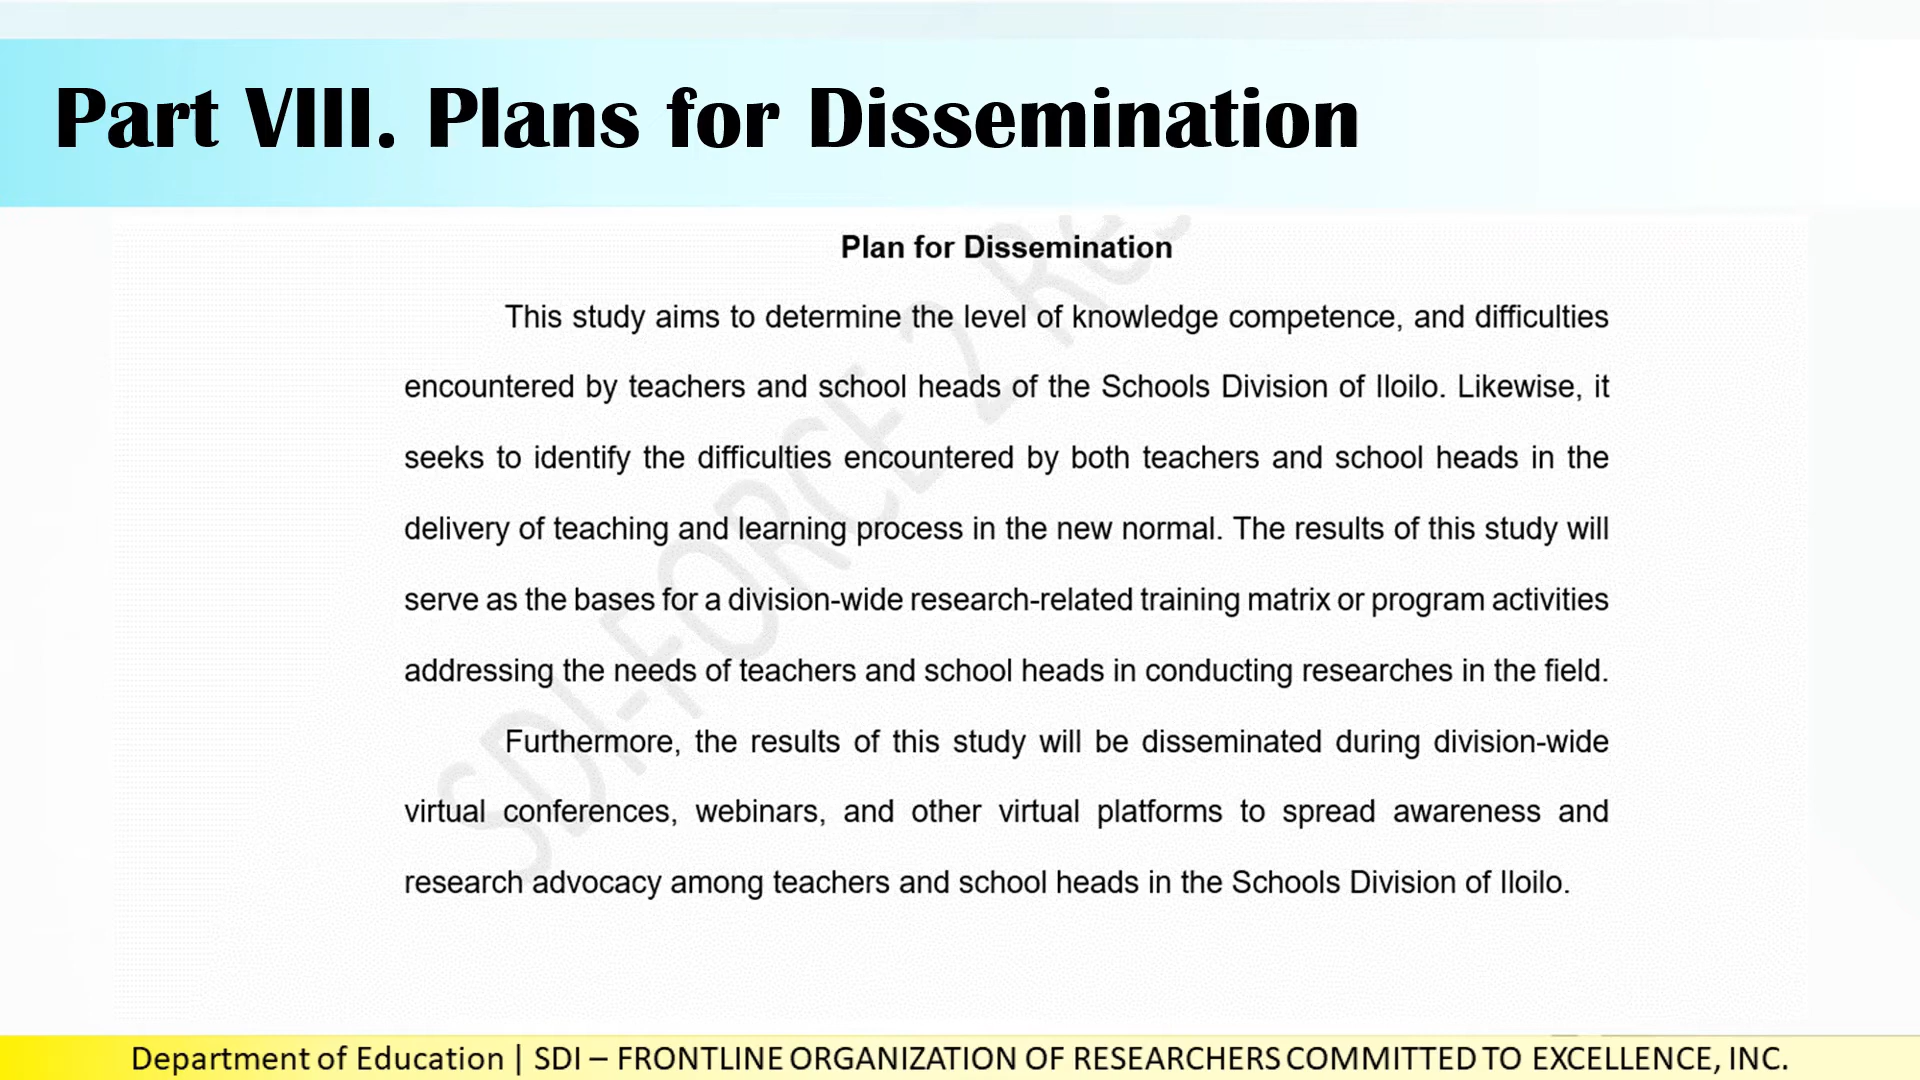 Part VIII. Plans for Dissemination
Plan for Dissemination
This study aims to determine the level of knowledge competence, and difficulties
encountered by teachers and school heads of the Schools Division of Iloilo. Likewise, it
seeks to identify the difficulties encountered by both teachers and school heads in the
delivery of teaching and learning process in the new normal. The results of this study will
serve as the bases for a division-wide research-related training matrix or program activities
addressing the needs of teachers and school heads in conducting researches in the field.
Furthermore, the results of this study will be disseminated during division-wide
virtual conferences, webinars, and other virtual platforms to spread awareness and
research advocacy among teachers and school heads in the Schools Division of Iloilo.
SDI-FORCE 2
Department of Education | SDI – FRONTLINE ORGANIZATION OF RESEARCHERS COMMITTED TO EXCELLENCE, INC.